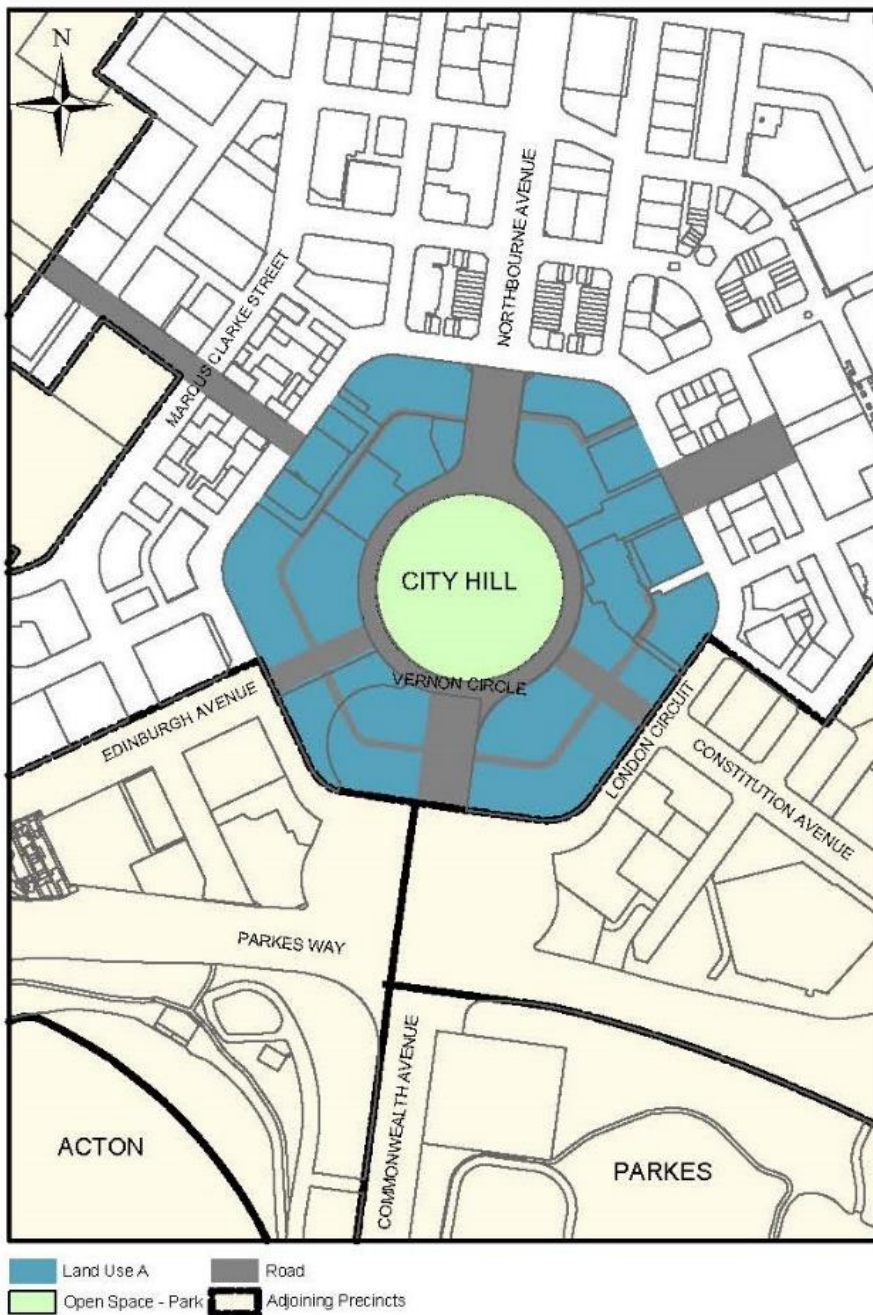 N
NORTHBOURNE AVENUE
MARCUS CLARKE STREET
CITY HILL
VERNON CIRCLE
EDINBURGH AVENUE
LONDON CIRCUIT
CONSTITUTION AVENUE
PARKES WAY
COMMONWEALTH AVENUE
ACTON
PARKES
Land Use A
Road
Open Space - Park
Adjoining Precincts